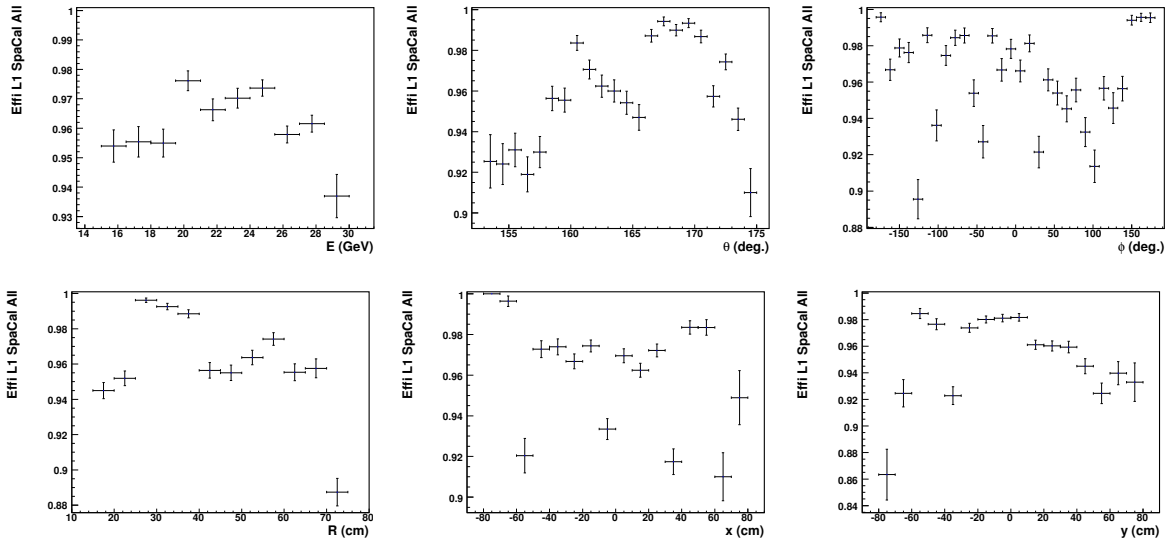 Effi L1 SpaCal All
1.01
1
0.99
0.98
0.97
0.96
0.95
0.94
0.93
14 16 18 20 22 24 26 28 30
E (GeV)
Effi L1 SpaCal All
1
0.98
0.96
0.94
0.92
0.9
155 160 165 170 175
θ (deg.)
Effi L1 SpaCal All
1
0.98
0.96
0.94
0.92
0.9
0.88
-150 -100 -50 0 50 100 150
ϕ (deg.)
Effi L1 SpaCal All
1
0.98
0.96
0.94
0.92
0.9
0.88
10 20 30 40 50 60 70 80
R (cm)
Effi L1 SpaCal All
1
0.98
0.96
0.94
0.92
0.9
-80 -60 -40 -20 0 20 40 60 80
x (cm)
Effi L1 SpaCal All
1
0.98
0.96
0.94
0.92
0.9
0.88
0.86
0.84
-80 -60 -40 -20 0 20 40 60 80
y (cm)